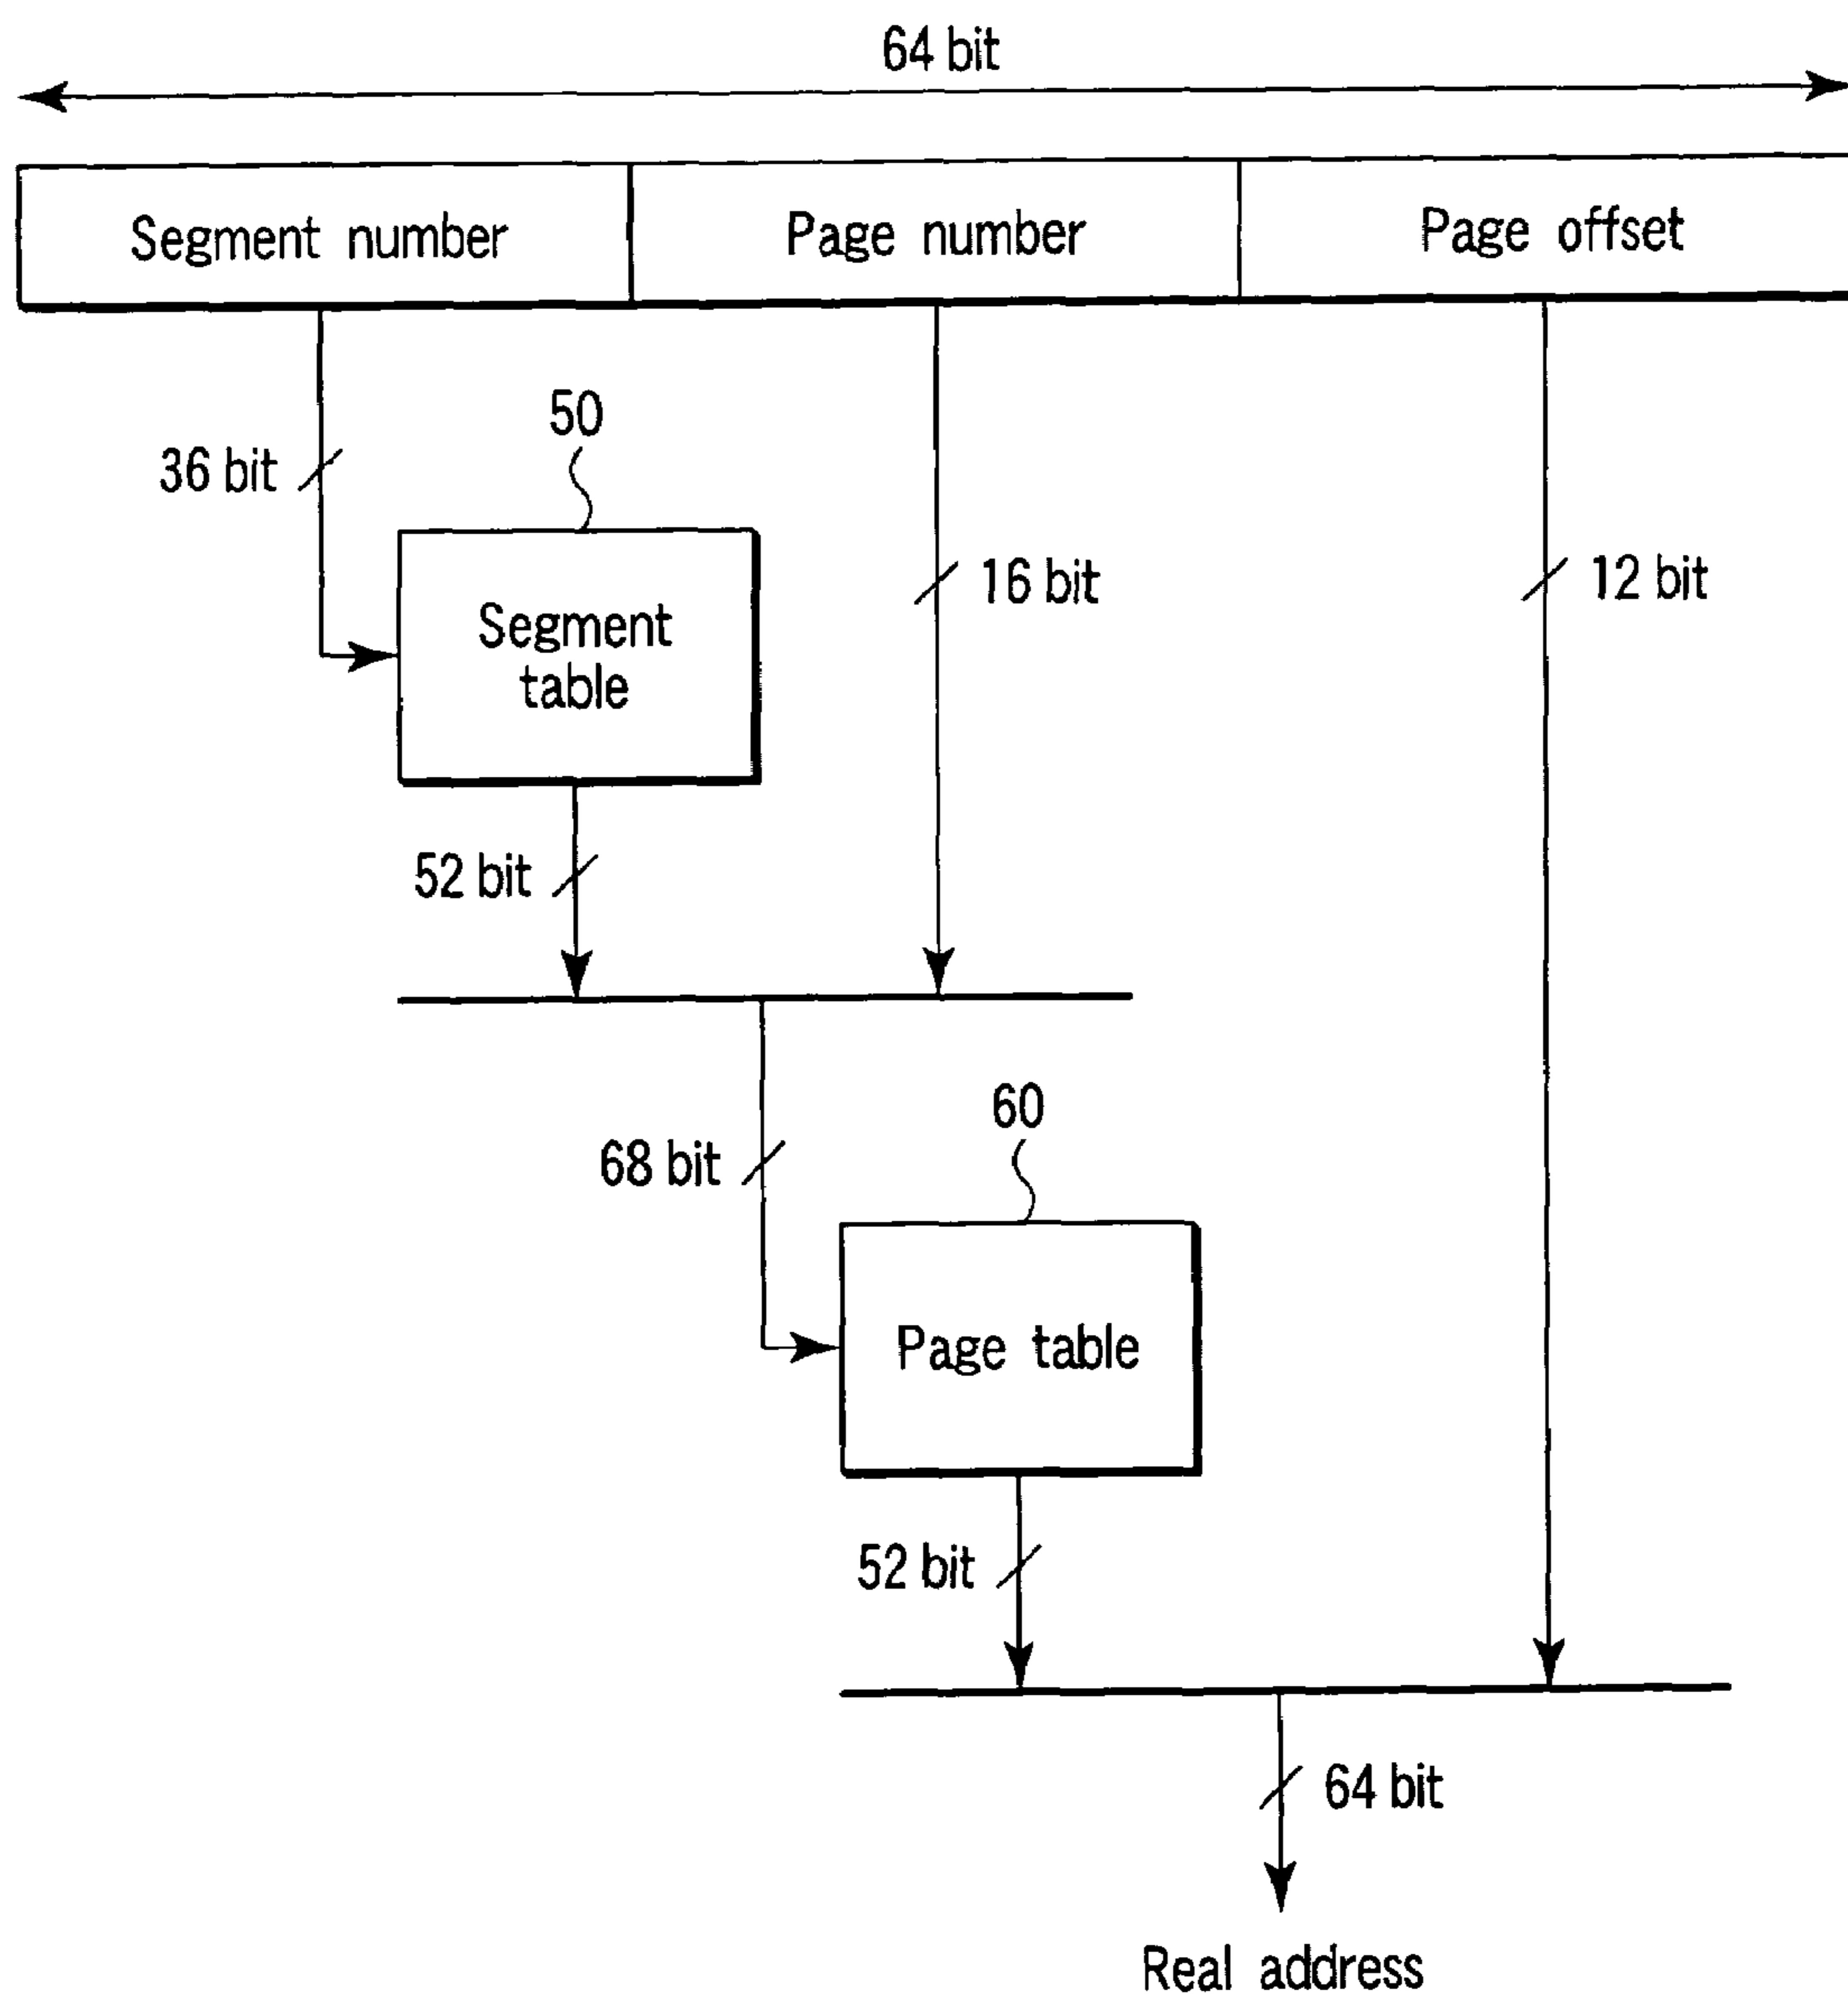 64 bit
Segment number
Page number
Page offset
50
36 bit
16 bit
12 bit
Segment
table
52 bit
60
68 bit
Page table
52 bit
64 bit
Real address